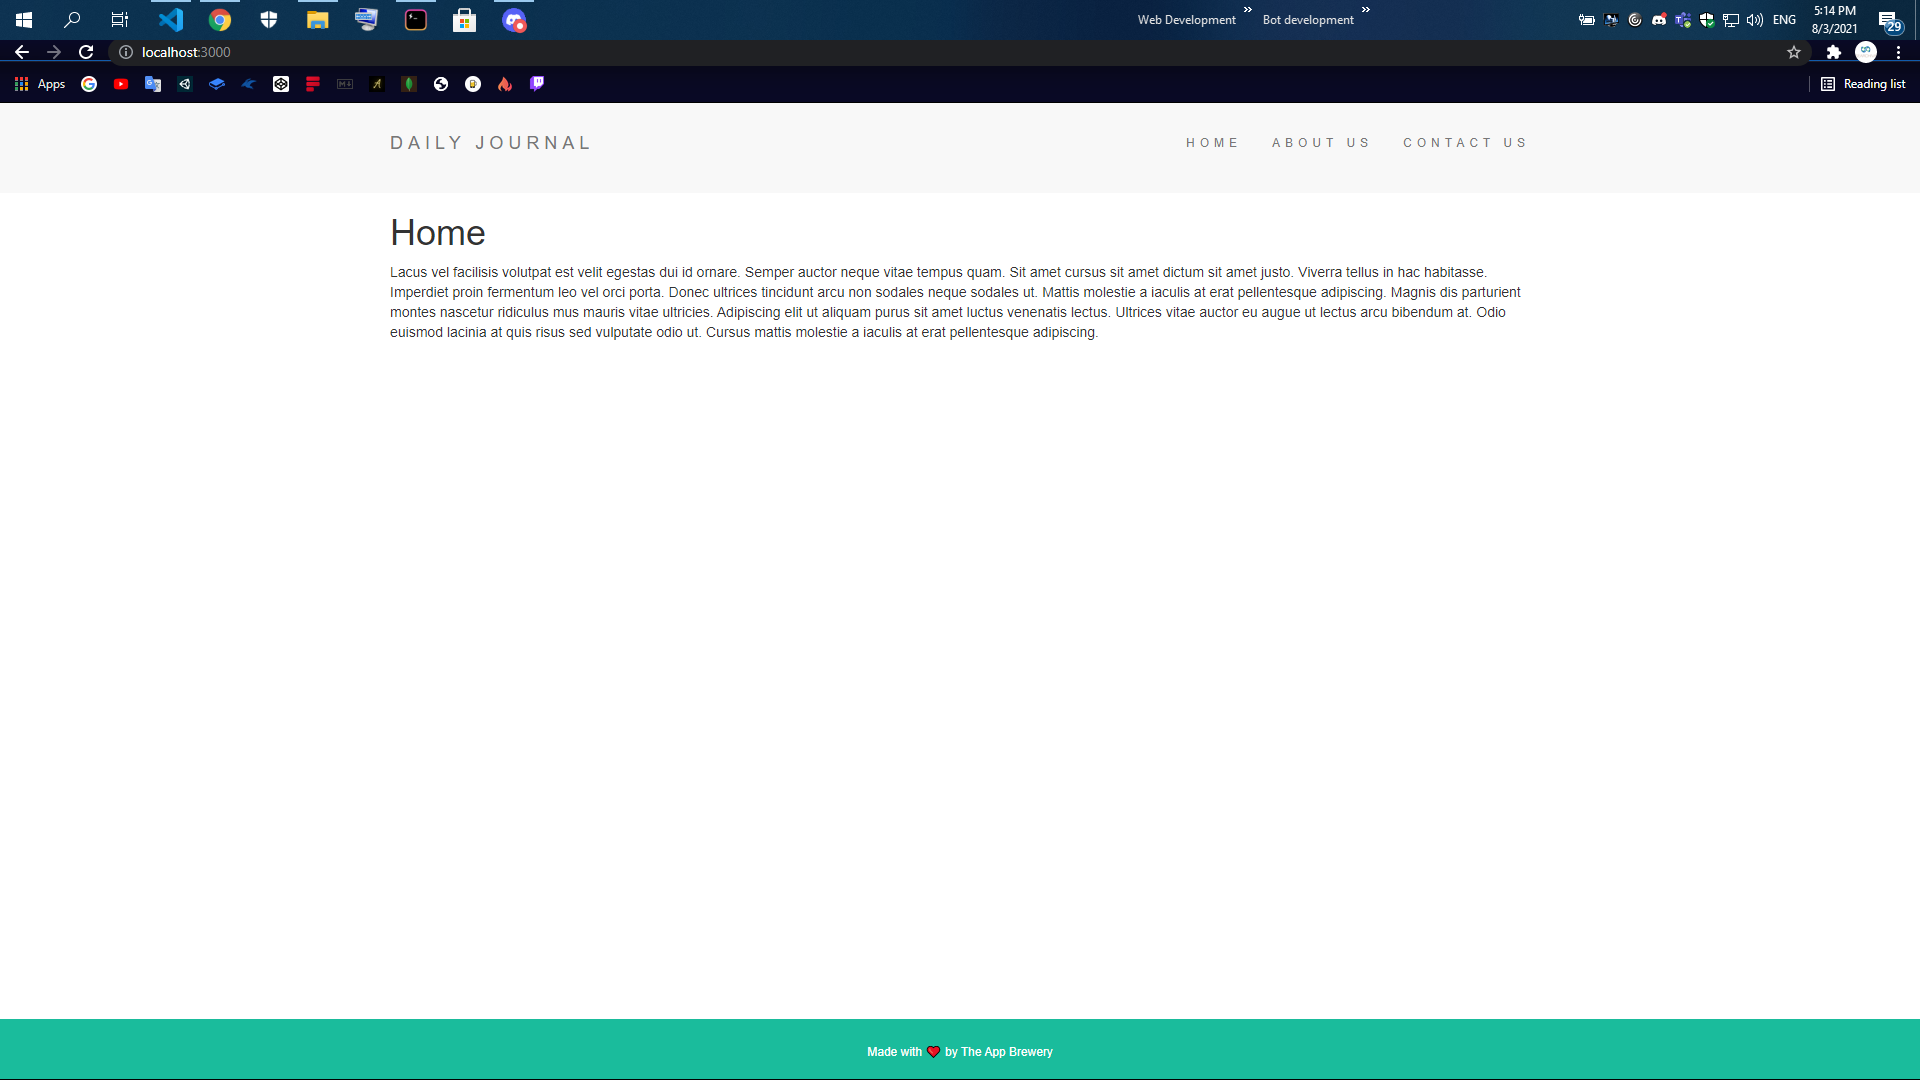 Web Development » Bot development »
ENG
5:14 PM
8/3/2021
29
localhost:3000
Apps
Reading list
DAILY JOURNAL
HOME ABOUT US CONTACT US
Home
Lacus vel facilisis volutpat est velit egestas dui id ornare. Semper auctor neque vitae tempus quam. Sit amet cursus sit amet dictum sit amet justo. Viverra tellus in hac habitasse.
Imperdiet proin fermentum leo vel orci porta. Donec ultrices tincidunt arcu non sodales neque sodales ut. Mattis molestie a iaculis at erat pellentesque adipiscing. Magnis dis parturient
montes nascetur ridiculus mus mauris vitae ultricies. Adipiscing elit ut aliquam purus sit amet luctus venenatis lectus. Ultrices vitae auctor eu augue ut lectus arcu bibendum at. Odio
euismod lacinia at quis risus sed vulputate odio ut. Cursus mattis molestie a iaculis at erat pellentesque adipiscing.
Made with ❤ by The App Brewery